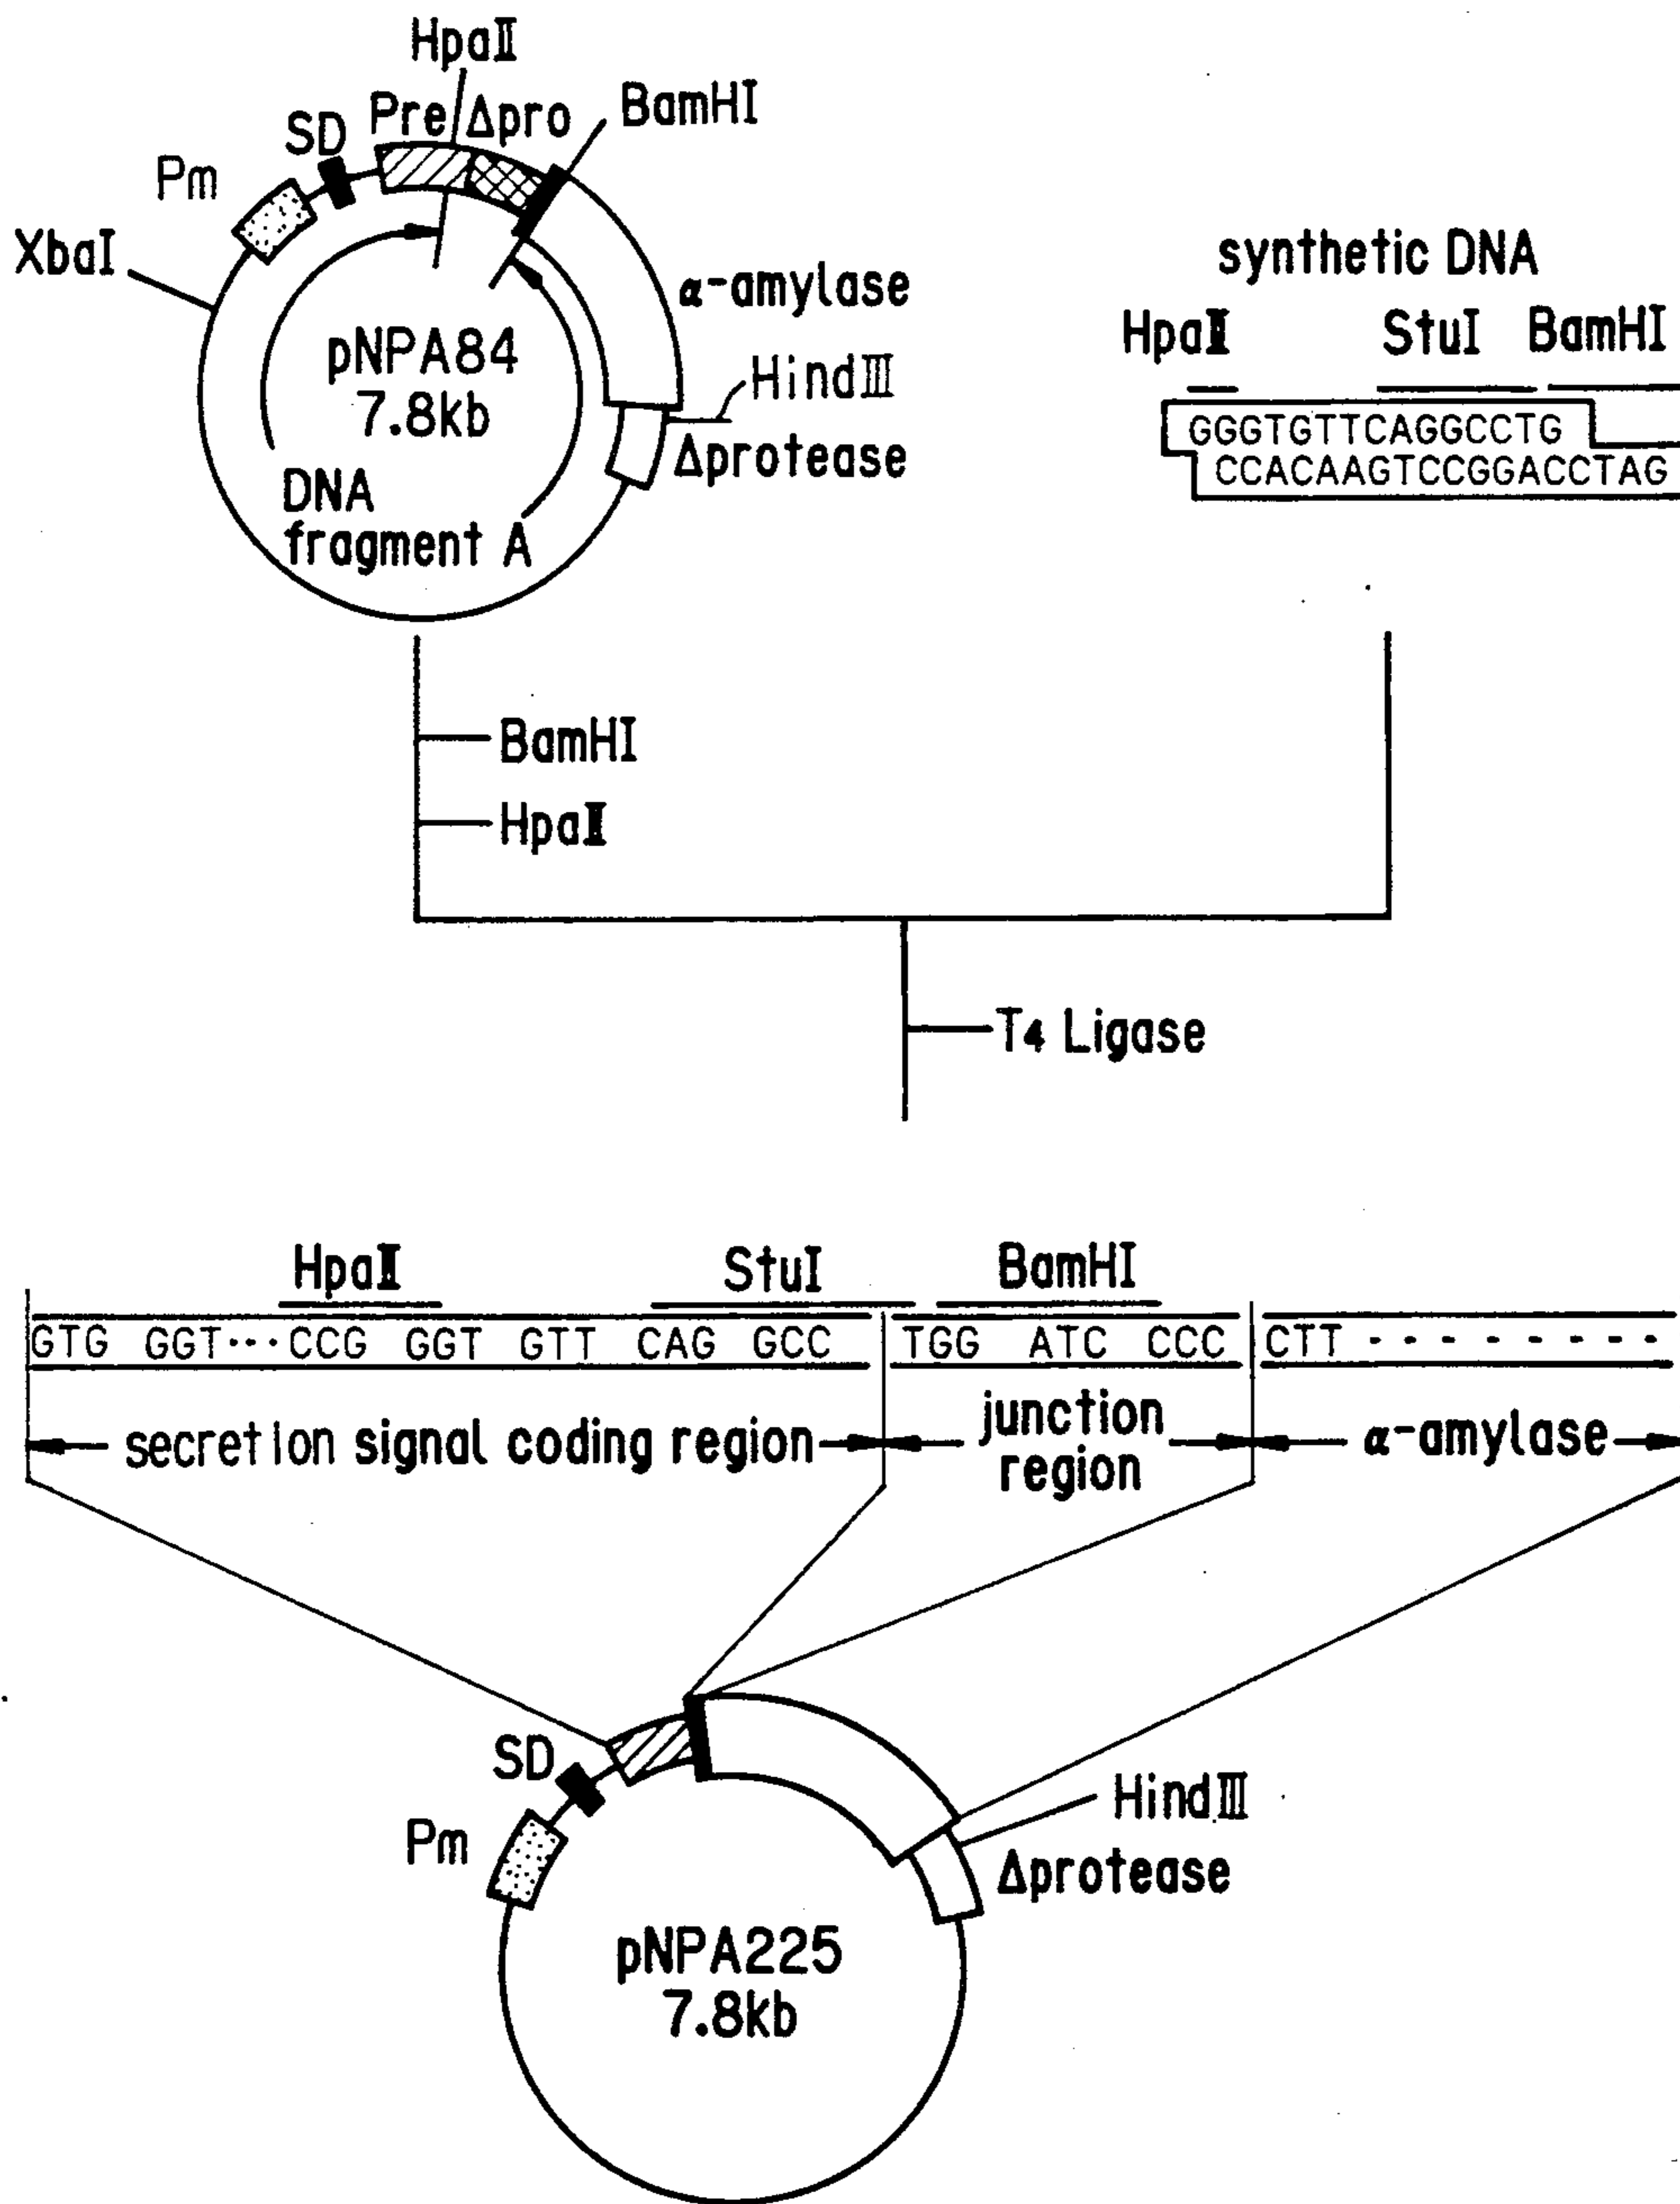 HpaⅡ
Pre Δpro
BamHI
SD
Pm
XbaI
α-amylase
pNPA84
7.8kb
HindⅢ
Δprotease
DNA
fragment A
synthetic DNA
HpaⅡ StuI BamHI
GGGTGTTCAGGCCTG
CCACAAGTCCGGACCTAG
BamHI
HpaⅡ
T4 Ligase
HpaⅡ StuI BamHI
GTG GGT···CCG GGT GTT CAG GCC TGG ATC CCC CTT - - - - - - - -
secretion signal coding region
junction
region
α-amylase
SD
Pm
HindⅢ
Δprotease
pNPA225
7.8kb